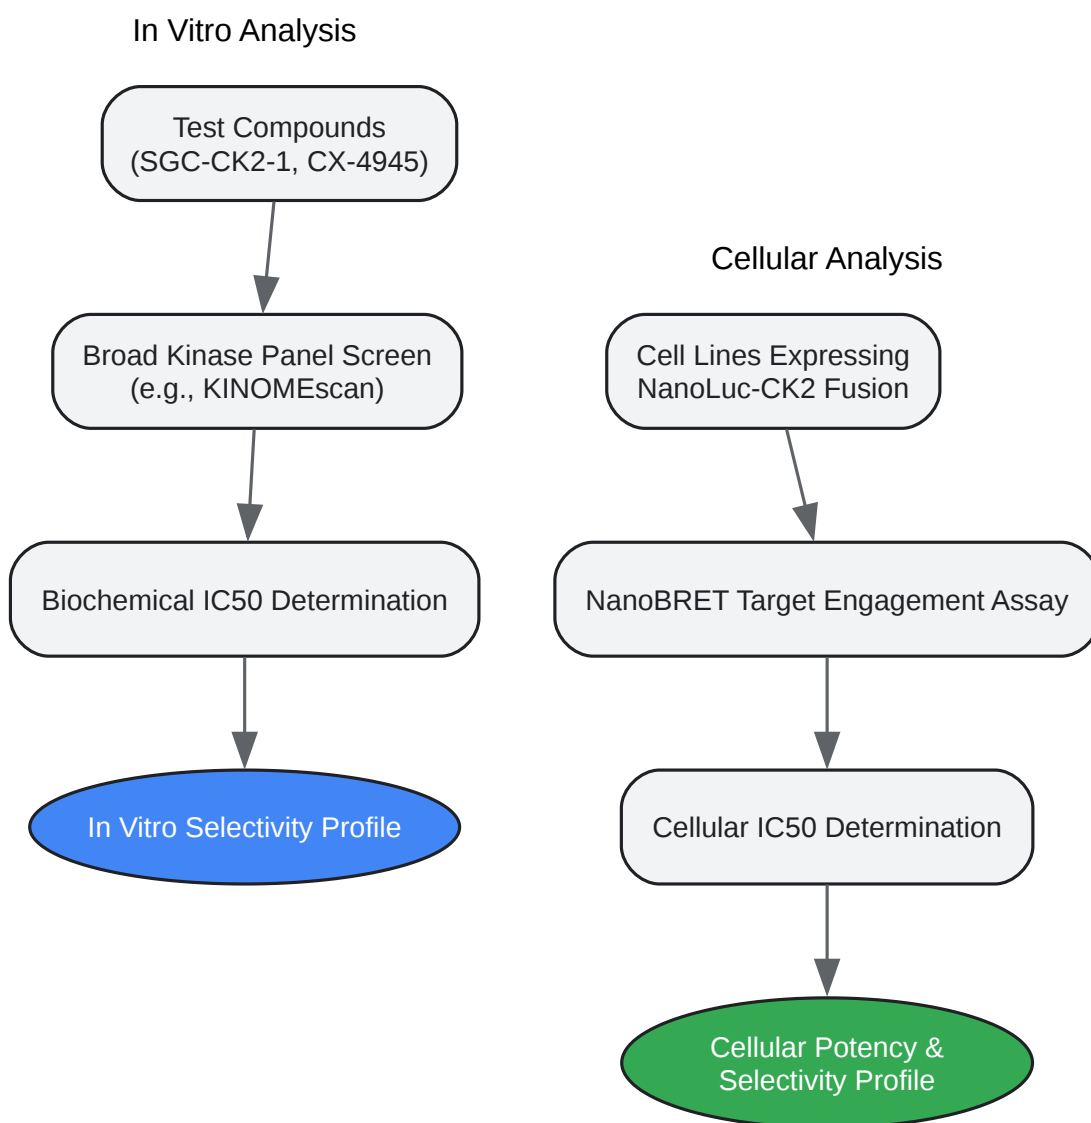 In Vitro Analysis
Test Compounds
(SGC-CK2-1, CX-4945)
Broad Kinase Panel Screen
(e.g., KINOMEscan)
Biochemical IC50 Determination
In Vitro Selectivity Profile
Cellular Analysis
Cell Lines Expressing
NanoLuc-CK2 Fusion
NanoBRET Target Engagement Assay
Cellular IC50 Determination
Cellular Potency &
Selectivity Profile